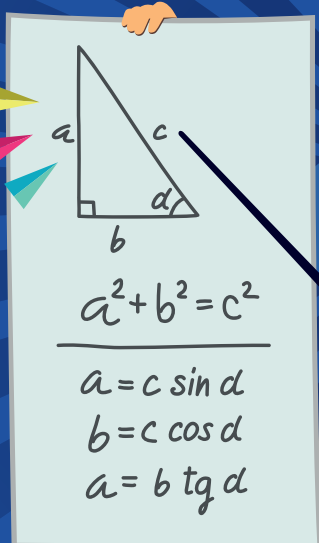 a
c
d
b
a² + b² = c²
a = c sin d
b = c cos d
a = b tg d